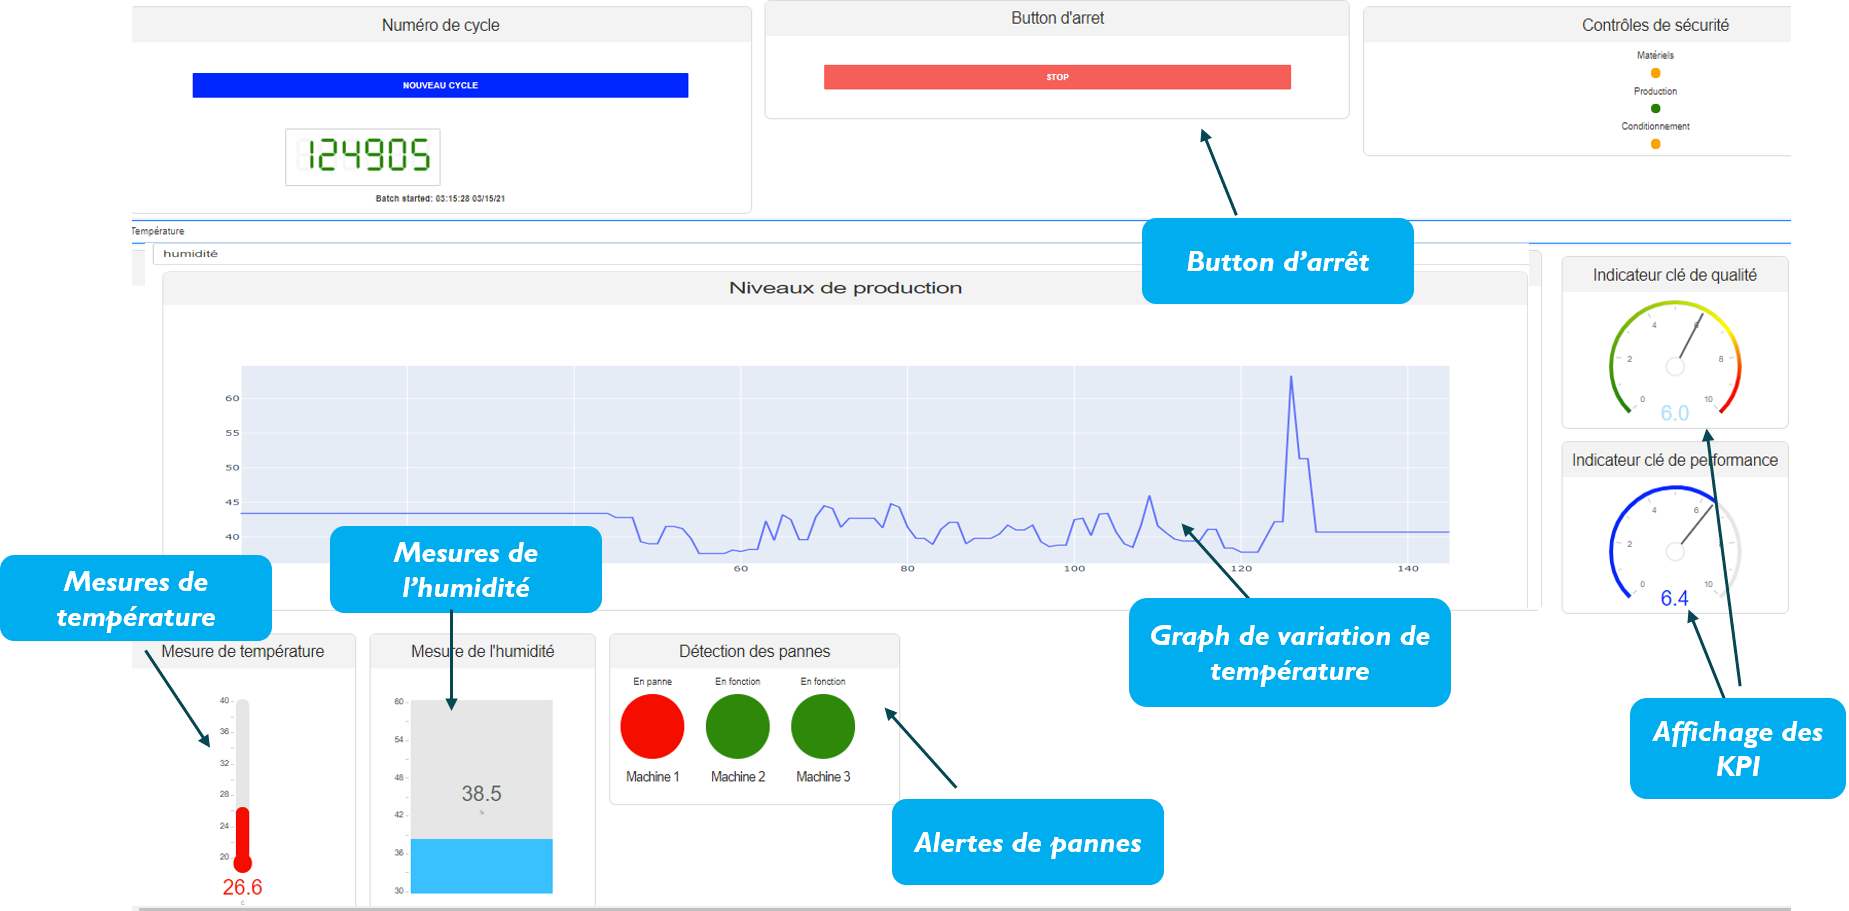 Numéro de cycle
NOUVEAU CYCLE
124905
Batch started: 03:15:28 03/15/21
Button d'arret
STOP
Contrôles de sécurité
Matériels
Production
Conditionnement
Button d'arrêt
Température
humidité
Niveaux de production
60
55
50
45
40
60
80
100
120
140
Indicateur clé de qualité
0
2
4
6
8
10
6.0
Indicateur clé de performance
0
2
4
6
10
6.4
Mesures de
température
Mesures de
l'humidité
Graph de variation de
température
Affichage des
KPI
Mesure de température
40
36
32
28
24
20
26.6
c
Mesure de l'humidité
60
54
48
42
36
30
38.5
%
Détection des pannes
En panne
En fonction
En fonction
Machine 1
Machine 2
Machine 3
Alertes de pannes